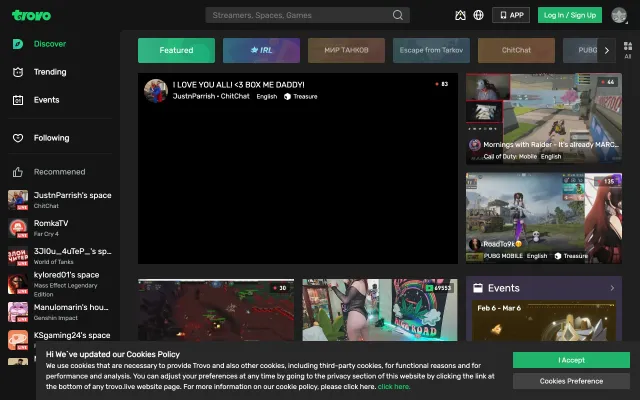 trovo
Streamers, Spaces, Games
APP
Log In / Sign Up
Discover
Trending
Events
Following
Recommended
JustnParrish's space
ChitChat
RomkaTV
Far Cry 4
3JI0u_4uTeP_'s sp...
World of Tanks
kylored01's space
Mass Effect Legendary
Edition
Manulomarin's hou...
Genshin Impact
KSgaming24's space
Featured
IRL
МИР ТАНКОВ
Escape from Tarkov
ChitChat
PUBG
All
I LOVE YOU ALL! <3 BOX ME DADDY!
JustnParrish • ChitChat English Treasure
83
44
Mornings with Raider - It's already MARC...
Call of Duty: Mobile English
135
RoadTo9k
PUBG MOBILE English Treasure
30
69553
Events
Feb 6 - Mar 6
Hi We've updated our Cookies Policy
We use cookies that are necessary to provide Trovo and also other cookies, including third-party cookies, for functional reasons and for
performance and analysis. You can adjust your preferences at any time by going to the privacy section of this website by clicking the link at
the bottom of any trovo.live website page. For more information on our cookie policy, please click here. click here.
I Accept
Cookies Preference